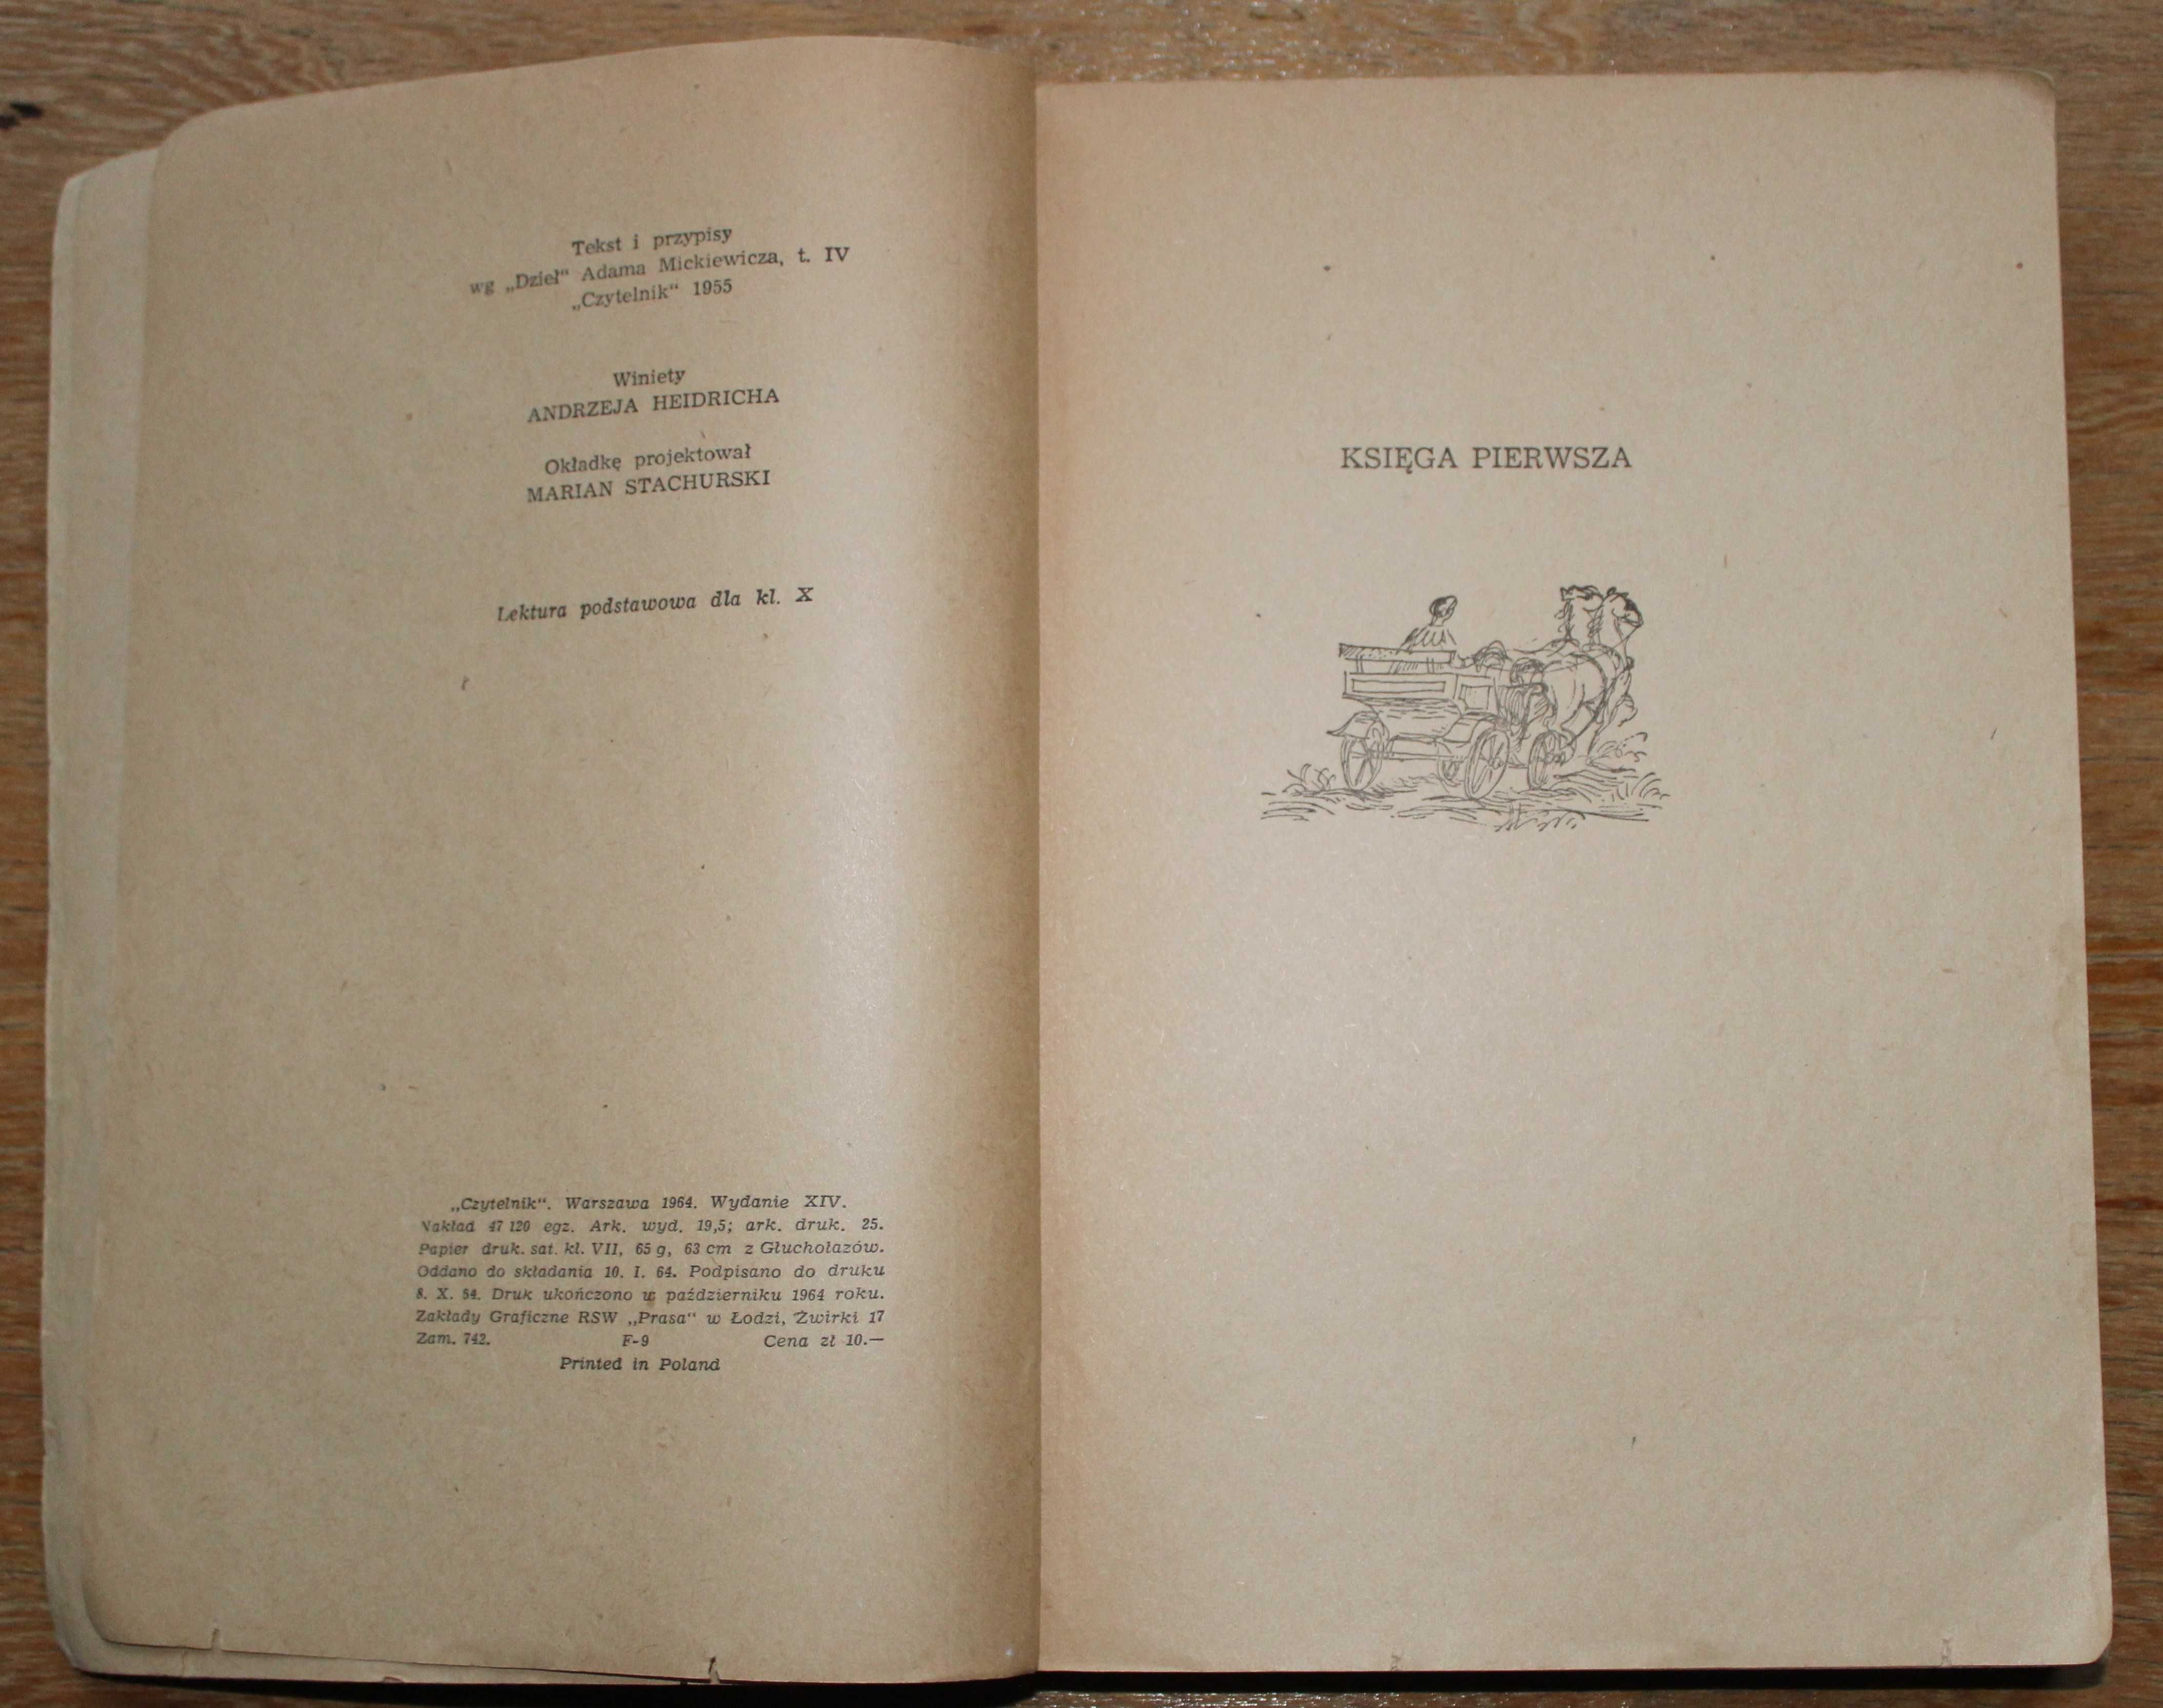 Tekst i przypisy
wg „Dzieł“ Adama Mickiewicza, t. IV
„Czytelnik“ 1955
Winiety
ANDRZEJA HEIDRICHA
Okładkę projektował
MARIAN STACHURSKI
Lektura podstawowa dla kl. X
„Czytelnik“. Warszawa 1964. Wydanie XIV.
Nakład 47 120 egz. Ark. wyd. 19,5; ark. druk. 25.
Papier druk. sat. kl. VII, 65 g, 63 cm z Głuchołazów.
Oddano do składania 10. I. 64. Podpisano do druku
8. X. 54. Druk ukończono w październiku 1964 roku.
Zakłady Graficzne RSW „Prasa“ w Łodzi, Żwirki 17
Zam. 742. F-9 Cena zł 10.—
Printed in Poland
KSIĘGA PIERWSZA